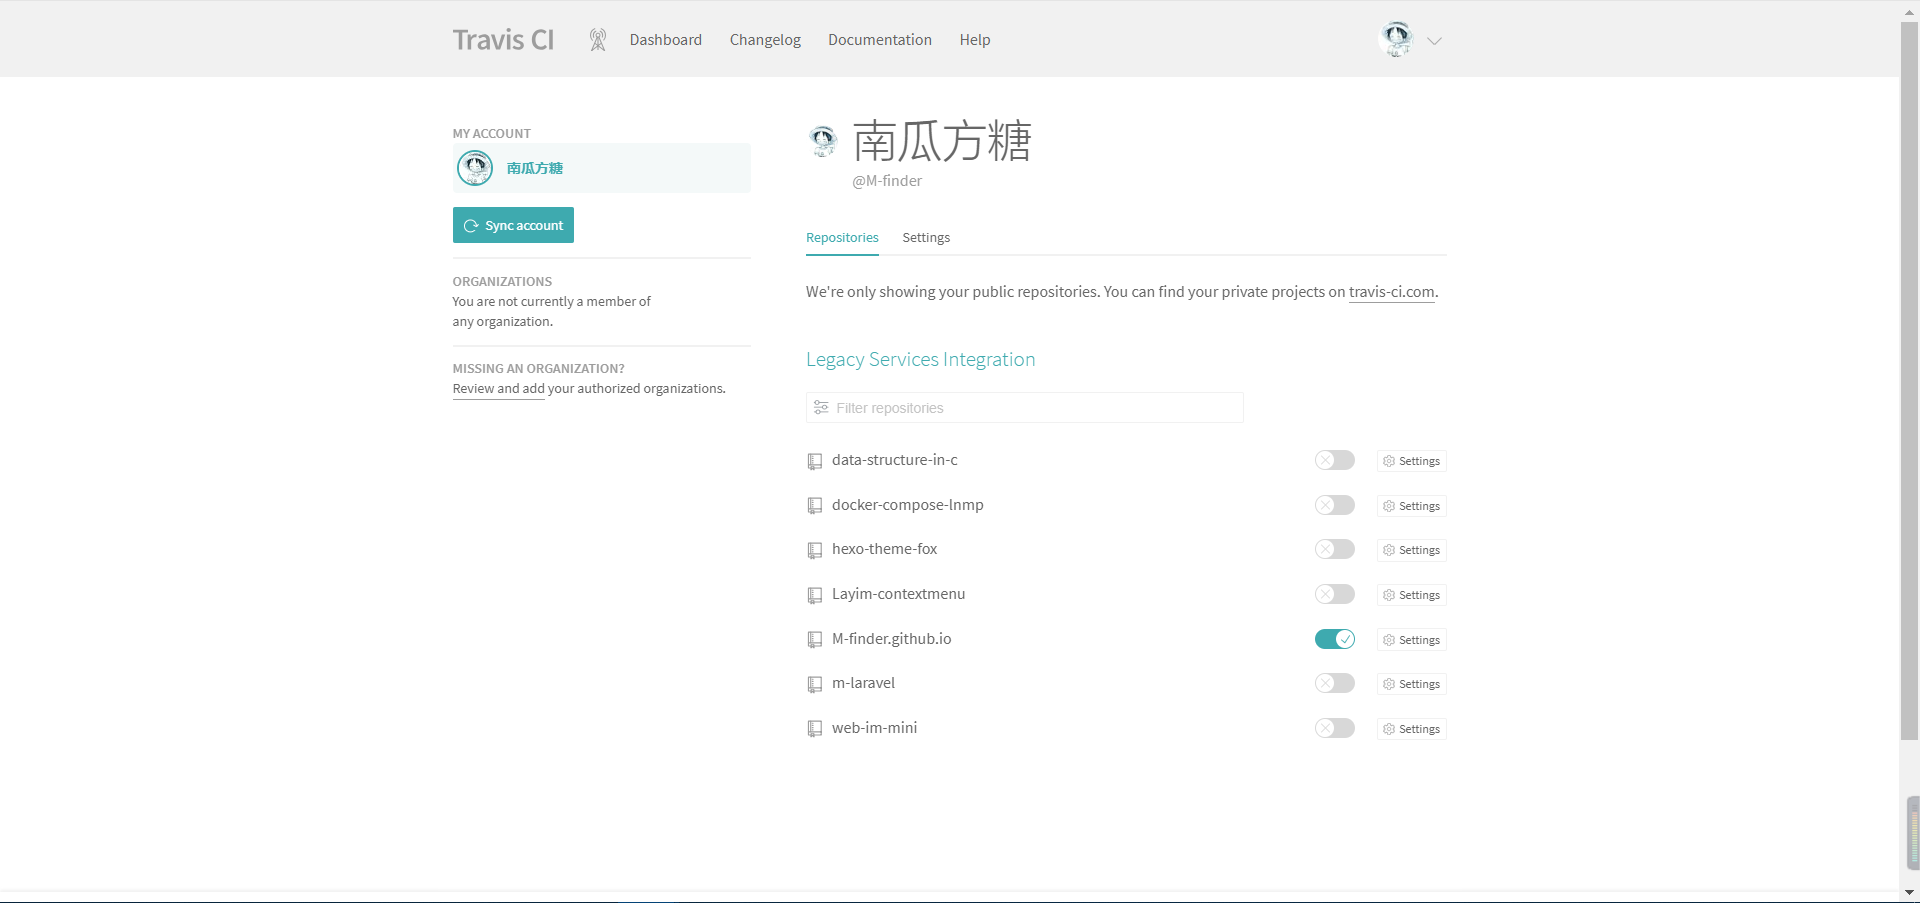 Travis CI
Dashboard
Changelog
Documentation
Help
MY ACCOUNT
南瓜方糖
Sync account
ORGANIZATIONS
You are not currently a member of
any organization.
MISSING AN ORGANIZATION?
Review and add your authorized organizations.
南瓜方糖
@M-finder
Repositories
Settings
We're only showing your public repositories. You can find your private projects on travis-ci.com.
Legacy Services Integration
Filter repositories
data-structure-in-c
Settings
docker-compose-lnmp
Settings
hexo-theme-fox
Settings
Layim-contextmenu
Settings
M-finder.github.io
Settings
m-laravel
Settings
web-im-mini
Settings